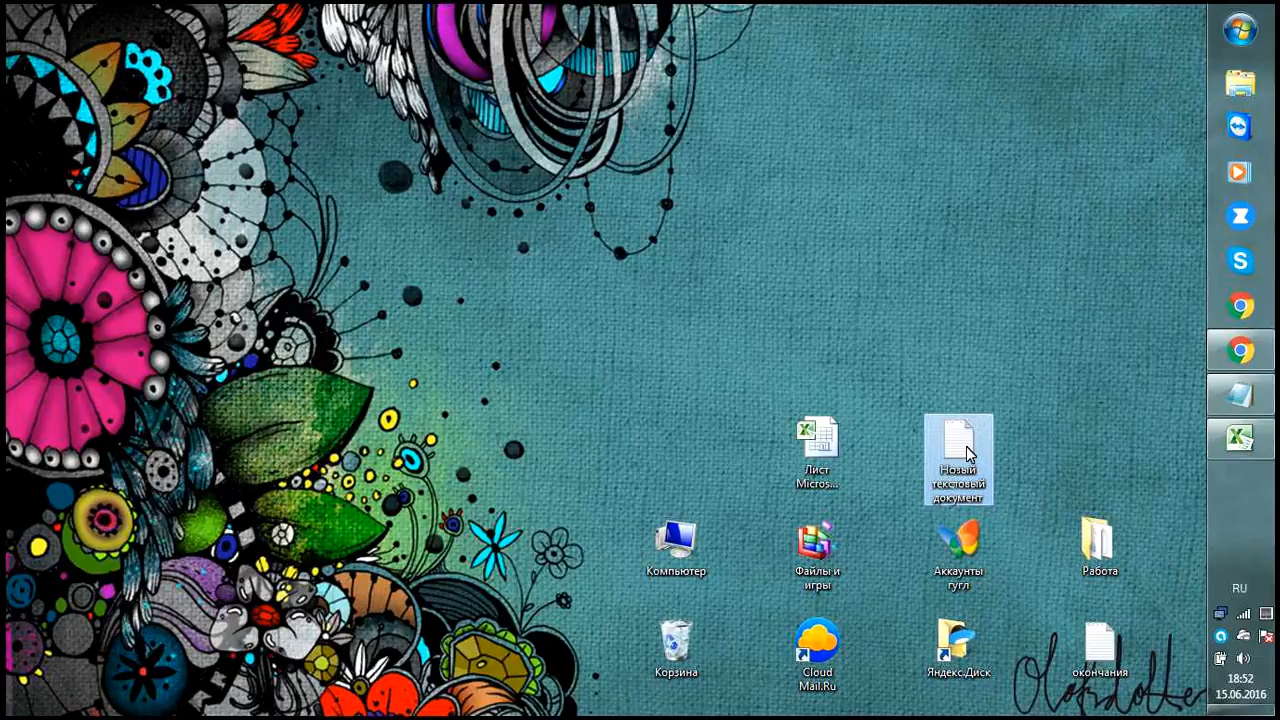 Лист
Micros...
Новый
текстовый
документ
Компьютер
Файлы и
игры
Аккаунты
гугл
Работа
Корзина
Cloud
Mail.Ru
Яндекс.Диск
окончания
RU
18:52
15.06.2016